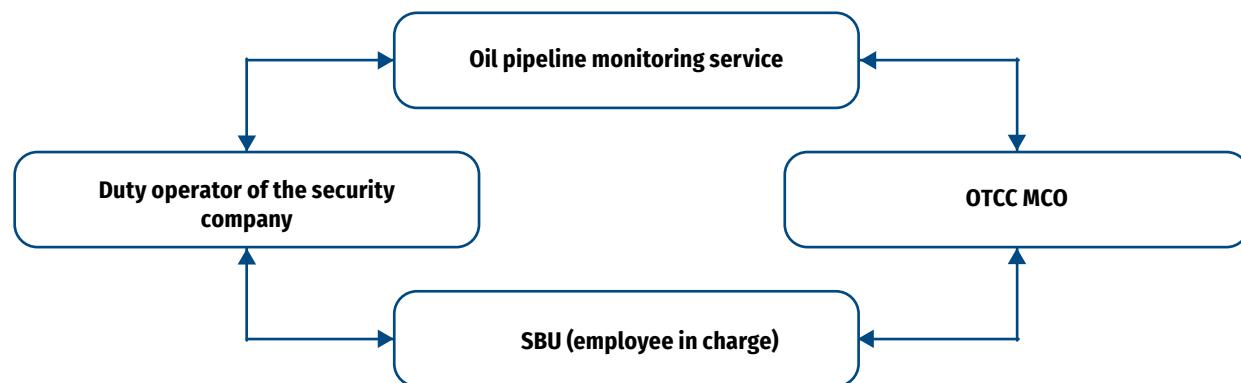 Oil pipeline monitoring service
Duty operator of the security
company
OTCC MCO
SBU (employee in charge)